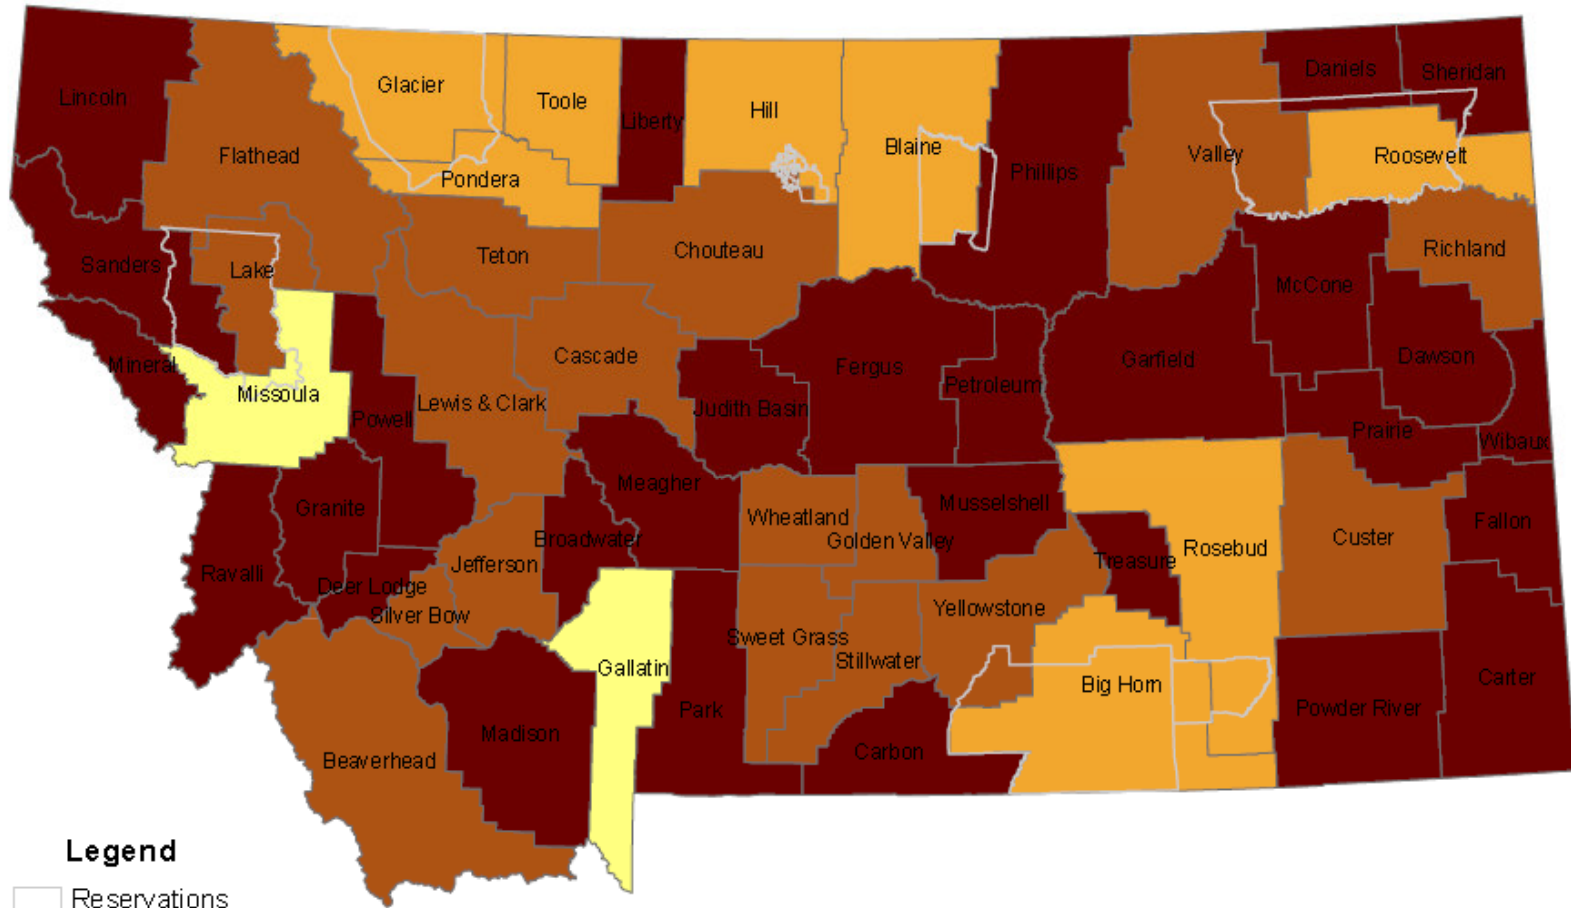 Lincoln
Flathead
Glacier
Toole
Liberty
Hill
Blaine
Phillips
Valley
Daniels
Sheridan
Roosevelt
Pondera
Sanders
Lake
Teton
Chouteau
Richland
McCone
Mineral
Missoula
Powell
Lewis & Clark
Cascade
Judith Basin
Fergus
Petroleum
Garfield
Dawson
Prairie
Wibaux
Granite
Meagher
Wheatland
Golden Valley
Musselshell
Rosebud
Treasure
Custer
Fallon
Ravalli
Deer Lodge
Silver Bow
Jefferson
Broadwater
Sweet Grass
Stillwater
Yellowstone
Gallatin
Park
Big Horn
Powder River
Carter
Beaverhead
Madison
Carbon
Legend
Reservations